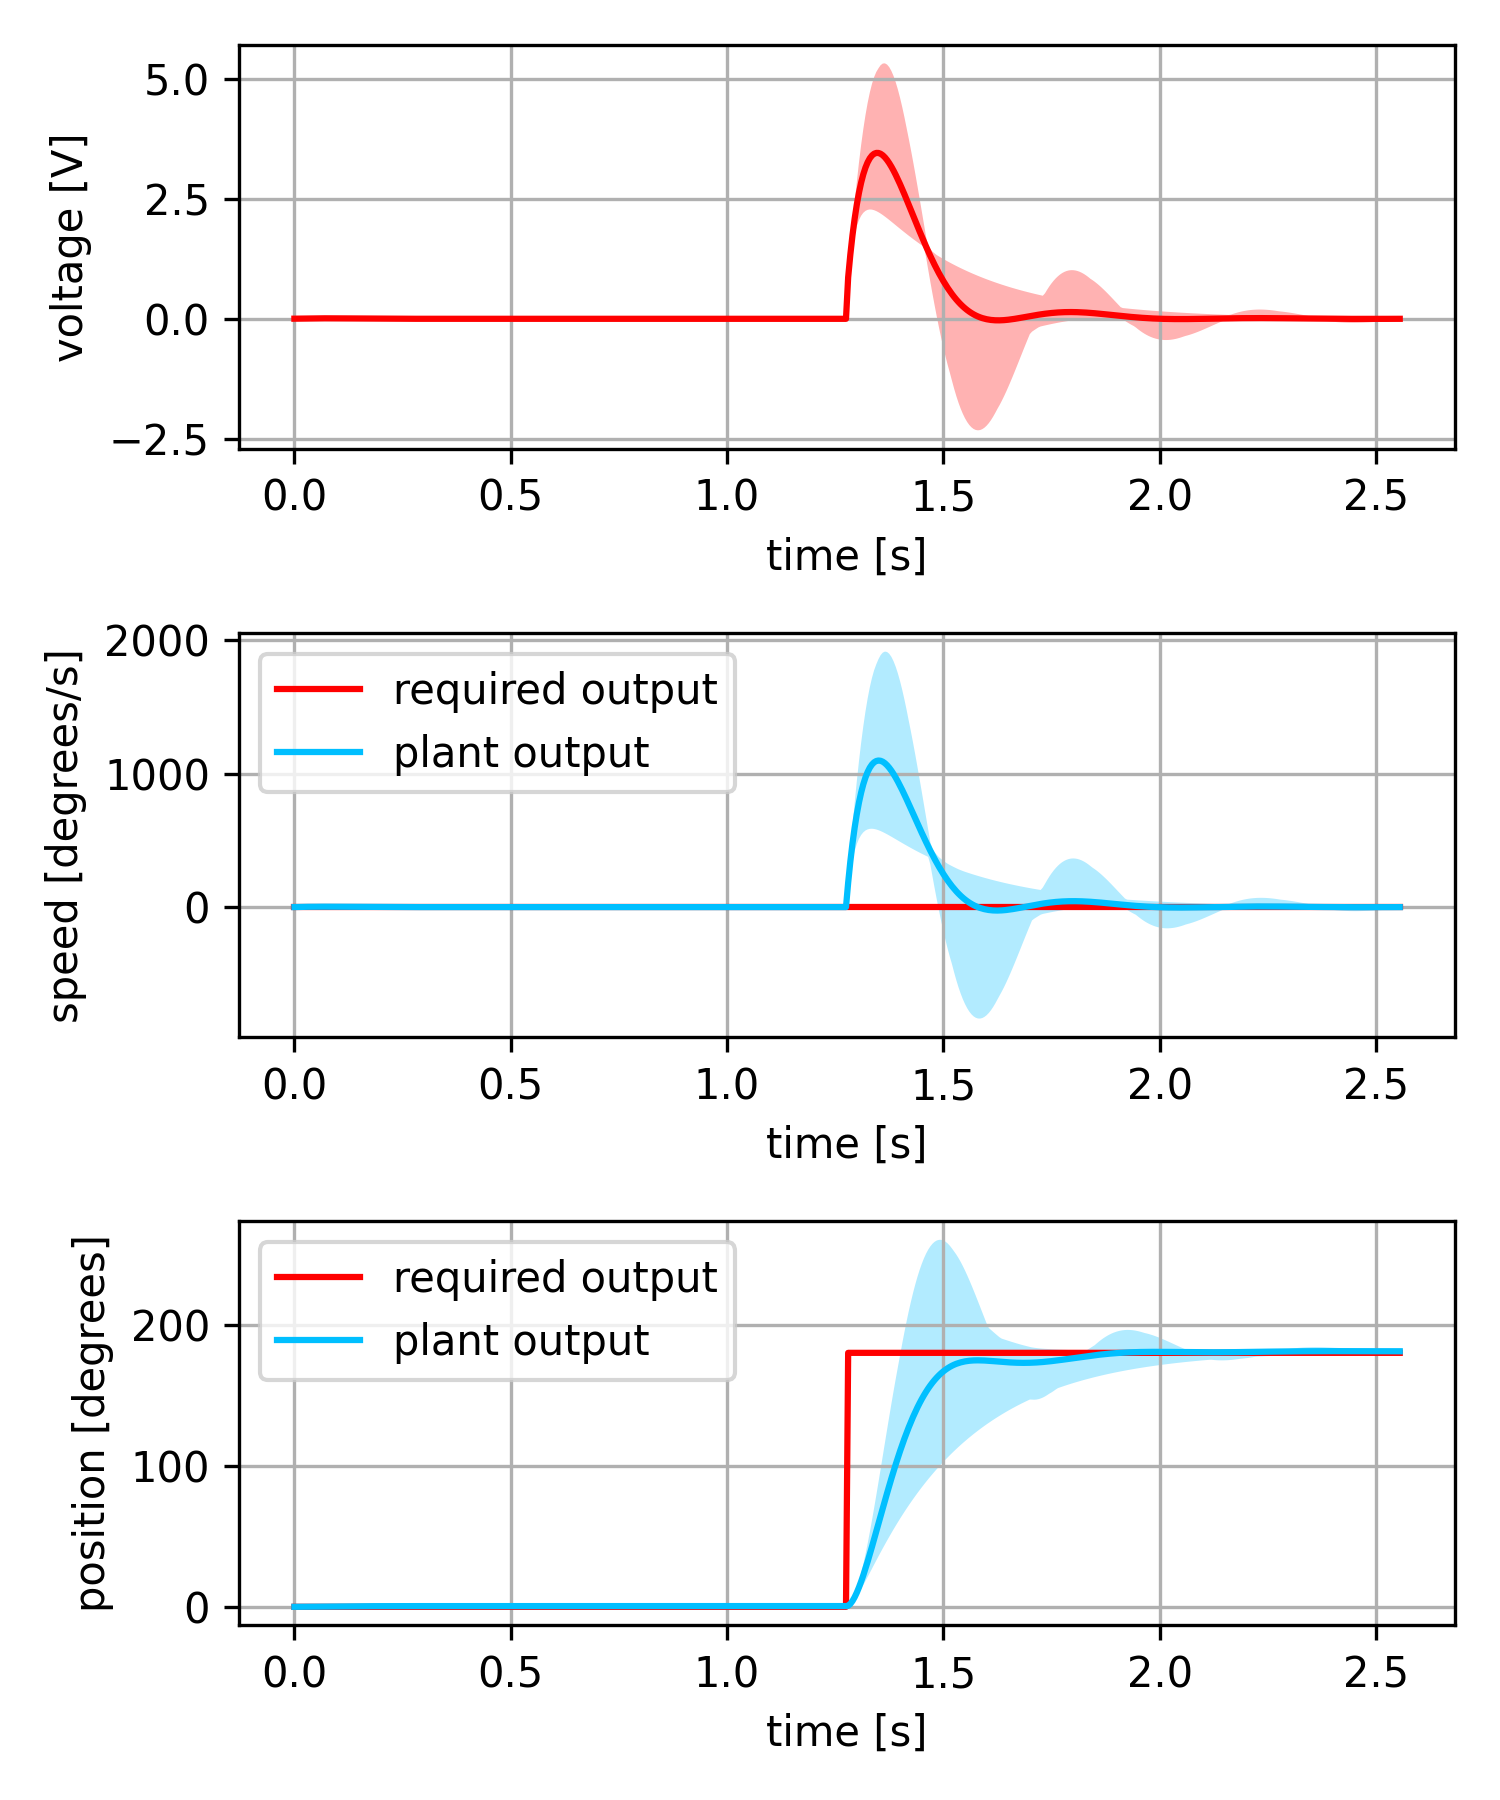 5.0
2.5
0.0
−2.5
voltage [V]
0.0 0.5 1.0 1.5 2.0 2.5
time [s]
2000
1000
0
speed [degrees/s]
required output
plant output
0.0 0.5 1.0 1.5 2.0 2.5
time [s]
200
100
0
position [degrees]
required output
plant output
0.0 0.5 1.0 1.5 2.0 2.5
time [s]